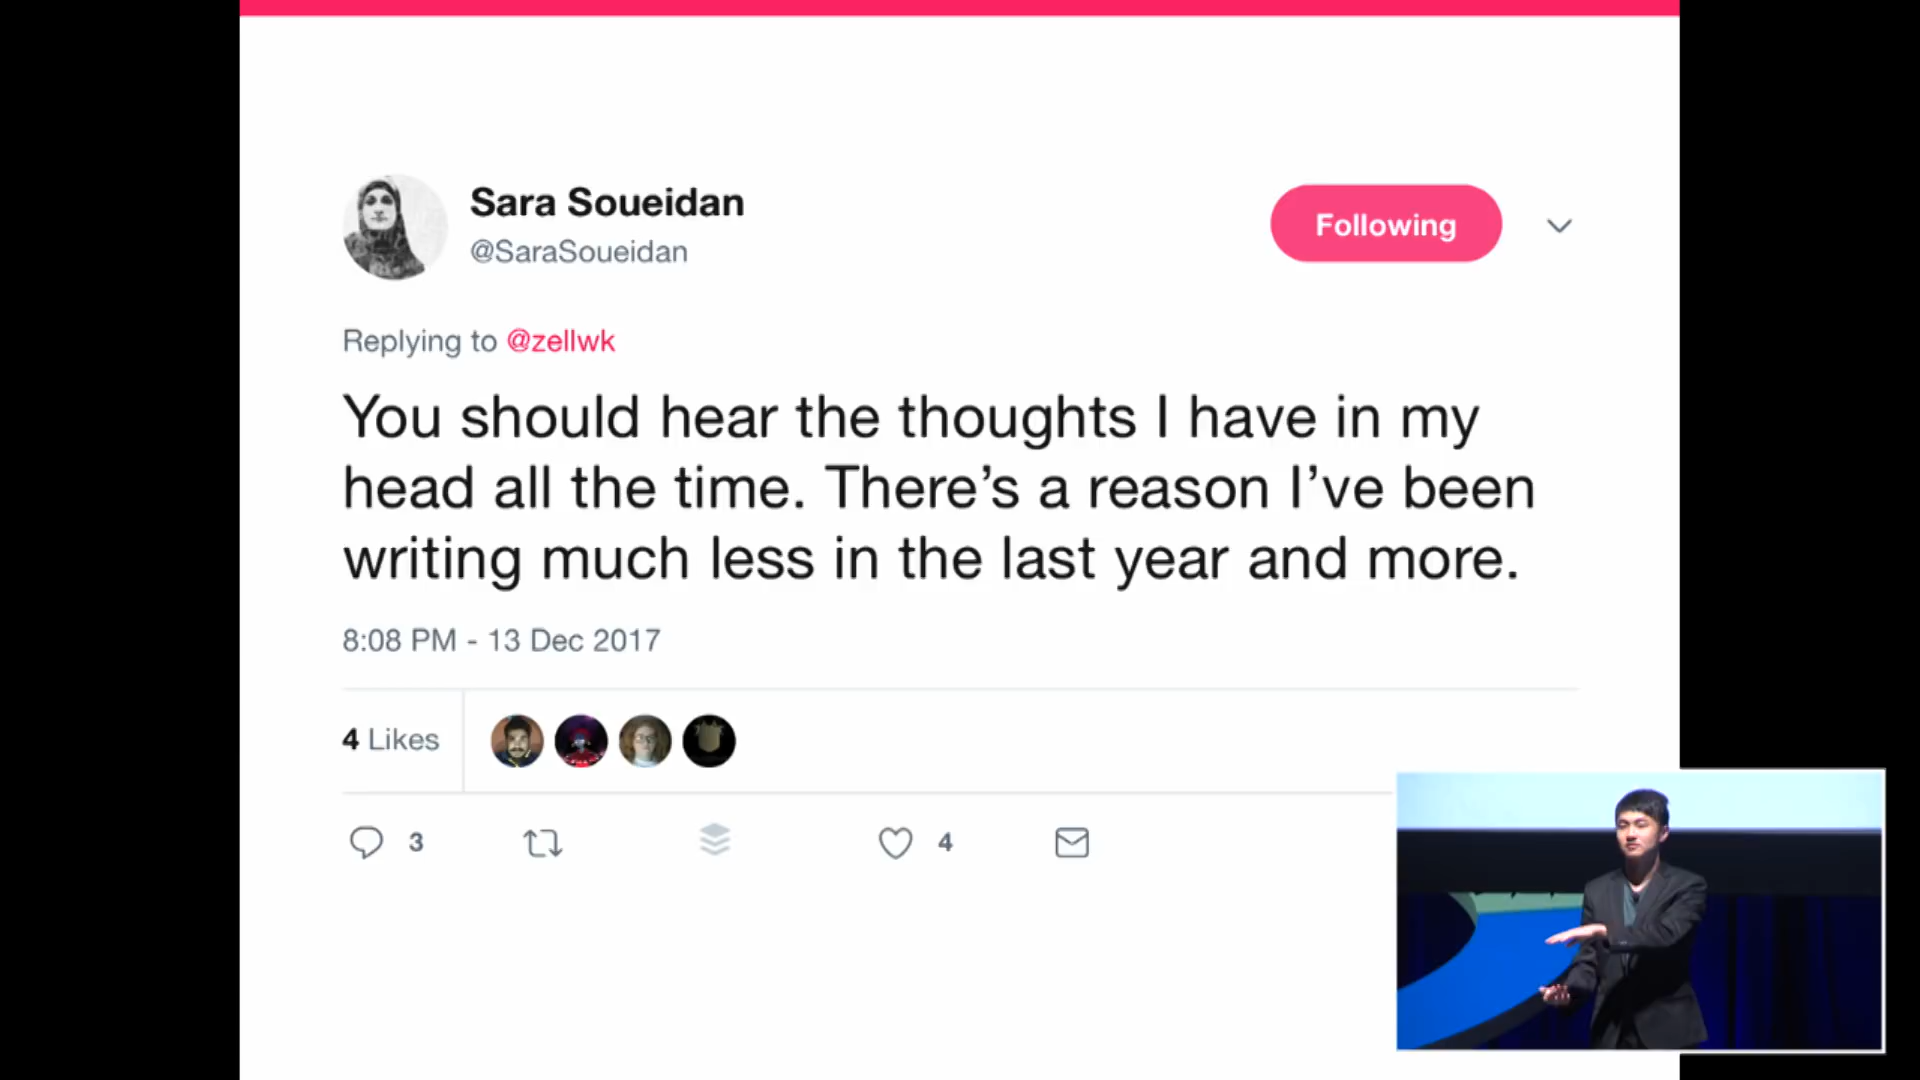 Sara Soueidan
@SaraSoueidan
Following
Replying to @zellwk
You should hear the thoughts I have in my
head all the time. There’s a reason I’ve been
writing much less in the last year and more.
8:08 PM - 13 Dec 2017
4 Likes
3
4